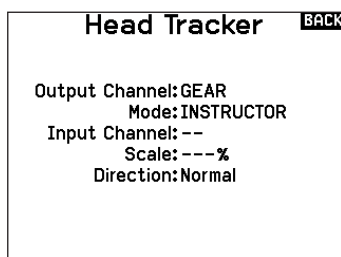 Head Tracker BACK
Output Channel:GEAR
Mode:INSTRUCTOR
Input Channel:--
Scale:---%
Direction:Normal